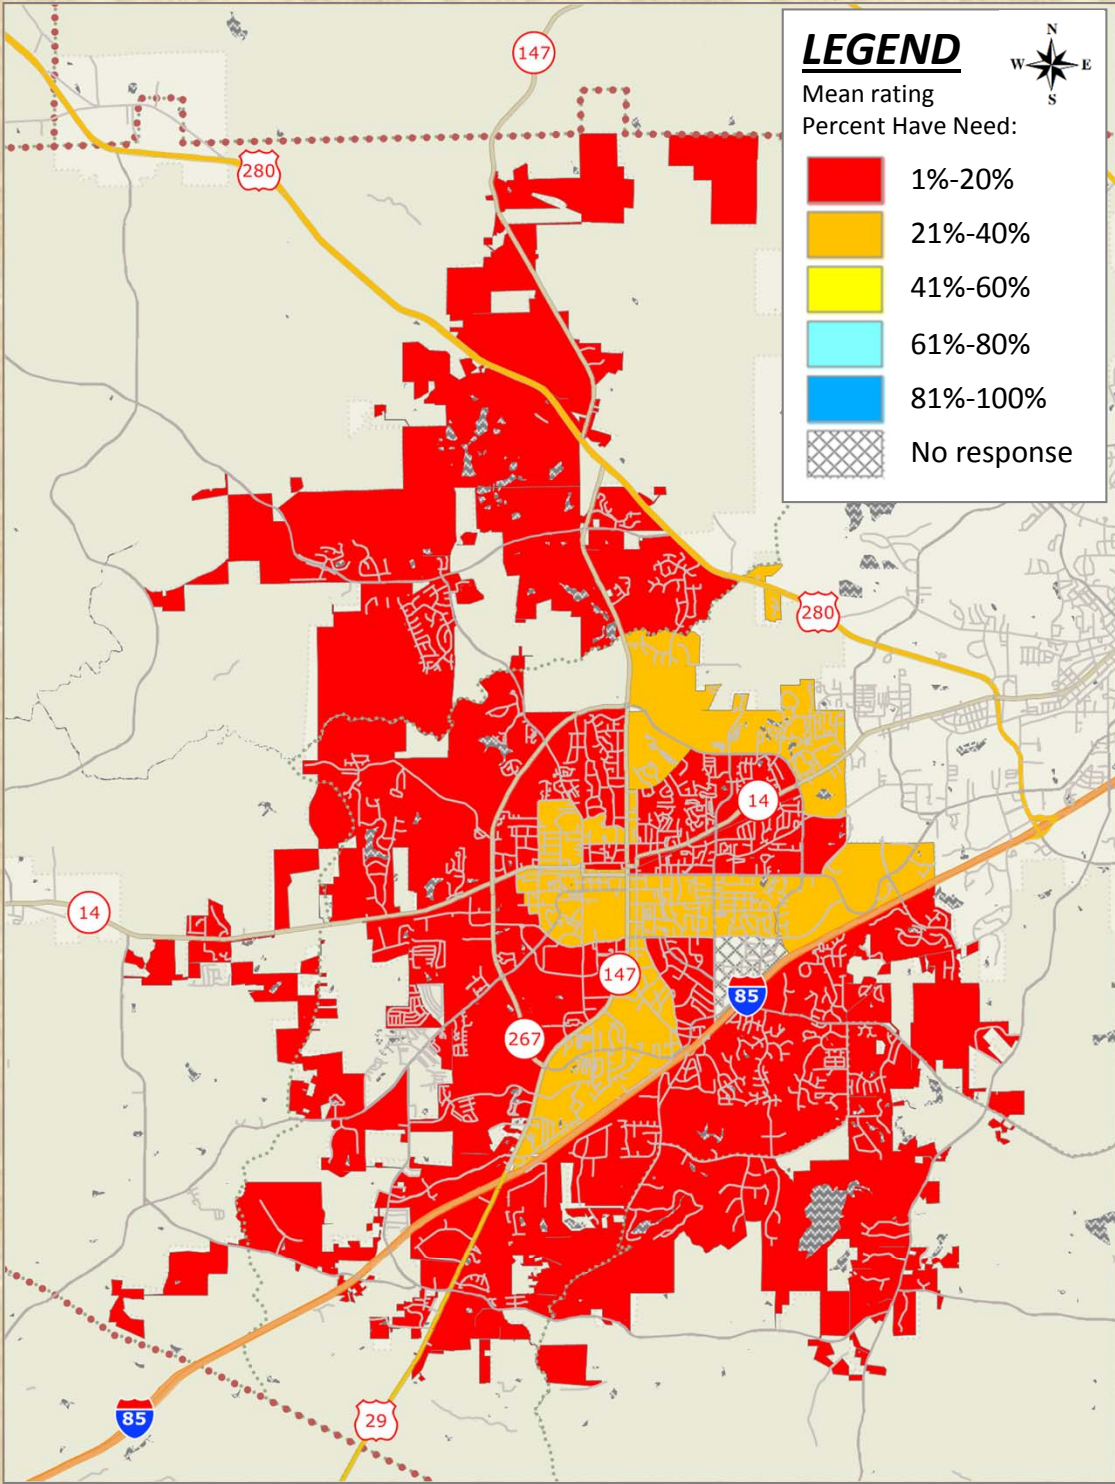 147
LEGEND
N
W E
S
Mean rating
Percent Have Need:
280
1%-20%
21%-40%
41%-60%
61%-80%
81%-100%
No response
280
14
14
147
85
267
85
29